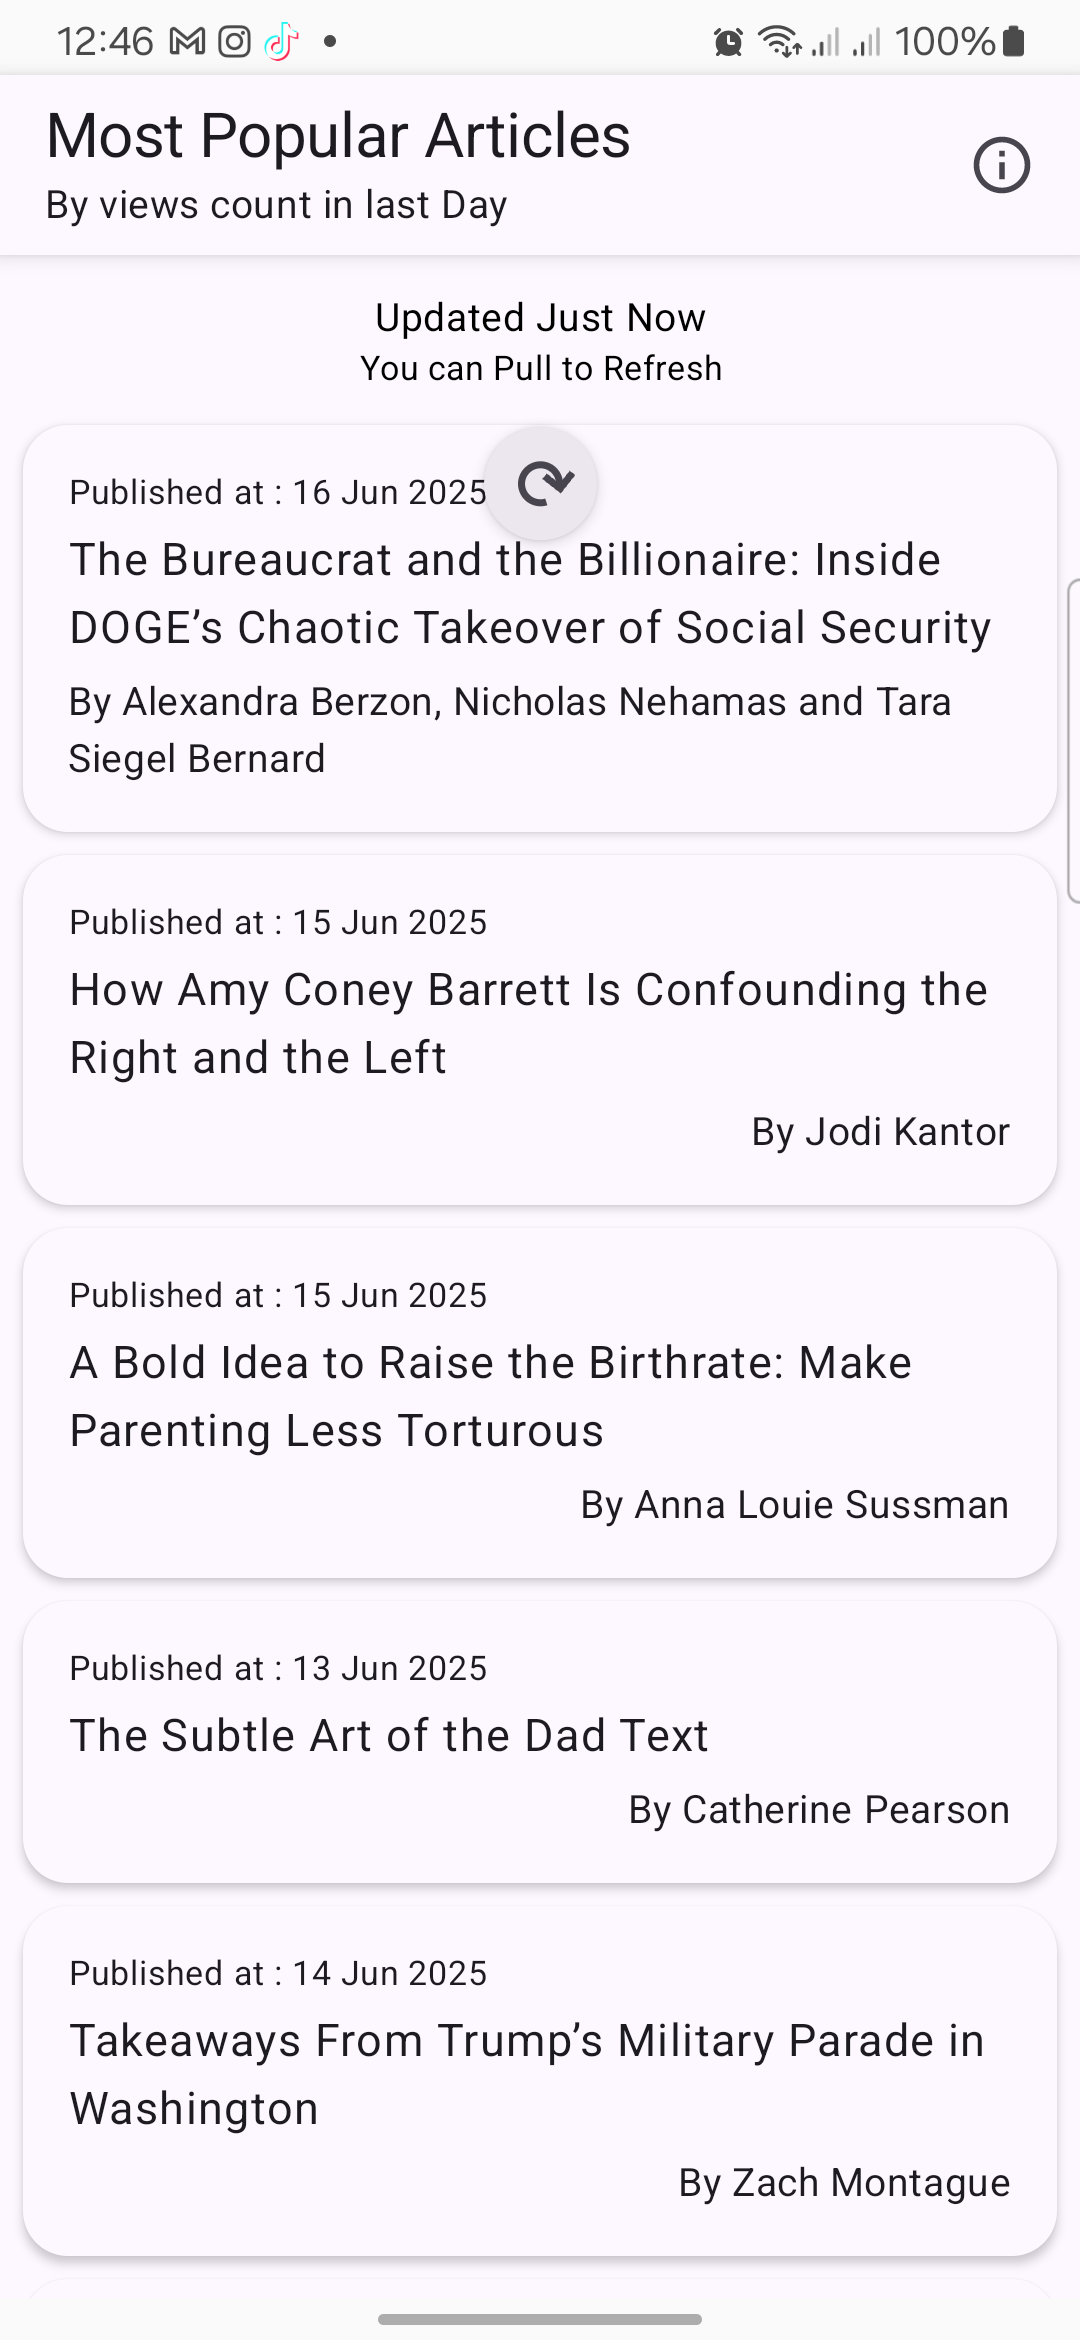 12:46
100%
Most Popular Articles
By views count in last Day
Updated Just Now
You can Pull to Refresh
Published at : 16 Jun 2025
The Bureaucrat and the Billionaire: Inside
DOGE’s Chaotic Takeover of Social Security
By Alexandra Berzon, Nicholas Nehamas and Tara
Siegel Bernard
Published at : 15 Jun 2025
How Amy Coney Barrett Is Confounding the
Right and the Left
By Jodi Kantor
Published at : 15 Jun 2025
A Bold Idea to Raise the Birthrate: Make
Parenting Less Torturous
By Anna Louie Sussman
Published at : 13 Jun 2025
The Subtle Art of the Dad Text
By Catherine Pearson
Published at : 14 Jun 2025
Takeaways From Trump’s Military Parade in
Washington
By Zach Montague